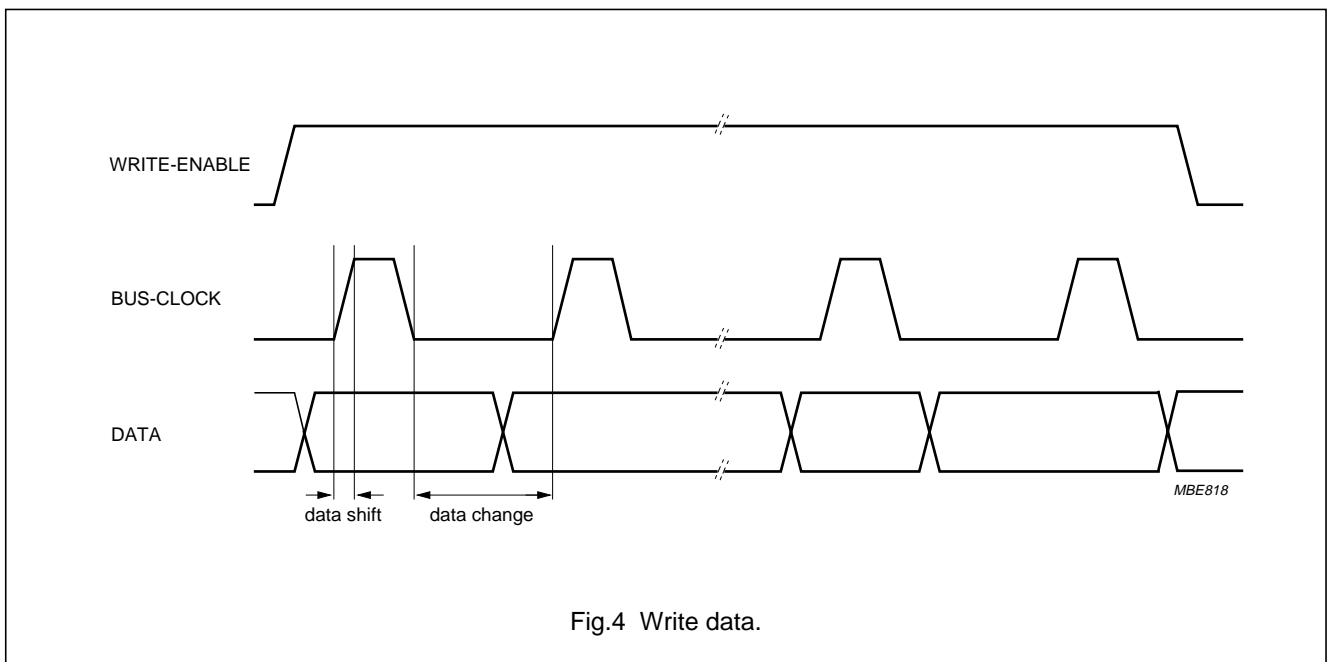 WRITE-ENABLE
BUS-CLOCK
DATA
MBE818
data shift
data change
Fig.4 Write data.